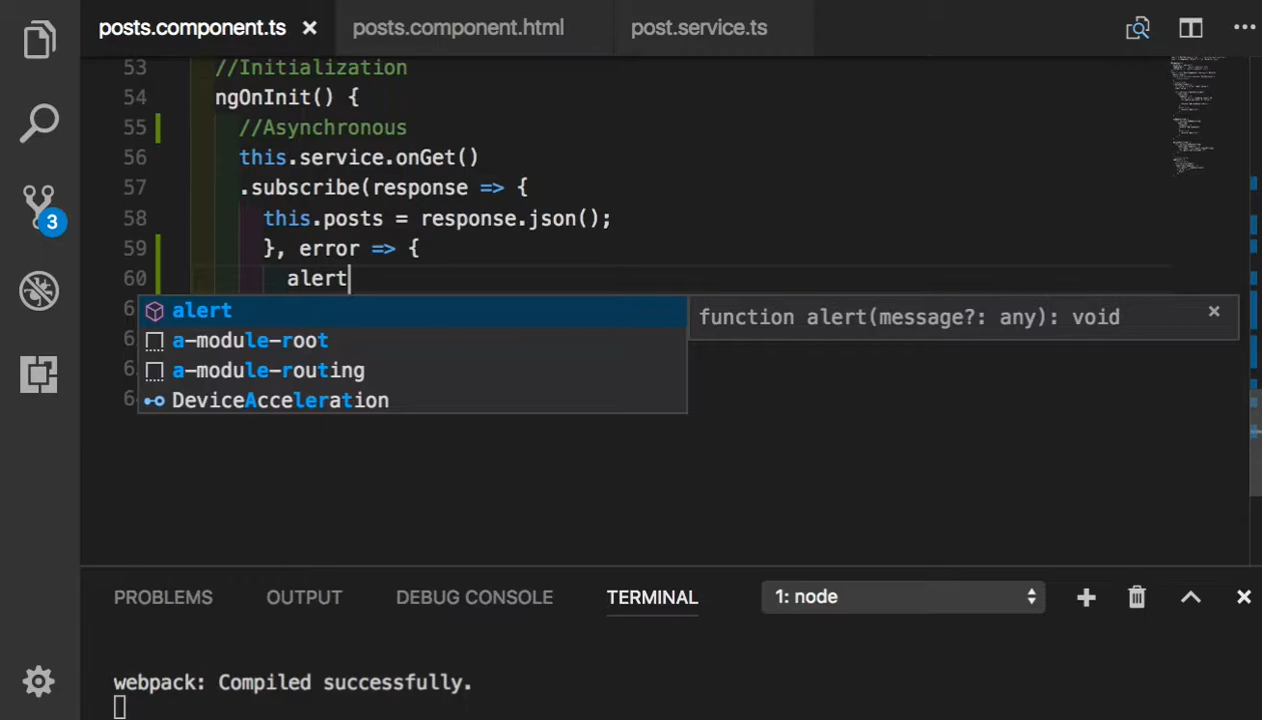 posts.component.ts × posts.component.html post.service.ts
53 //Initialization
54 ngOnInit() {
55 //Asynchronous
56 this.service.onGet()
57 .subscribe(response => {
58 this.posts = response.json();
59 }, error => {
60 alert
6
alert function alert(message?: any): void ×
a-module-root
a-module-routing
6 DeviceAcceleration
3
PROBLEMS OUTPUT DEBUG CONSOLE TERMINAL 1: node
webpack: Compiled successfully.